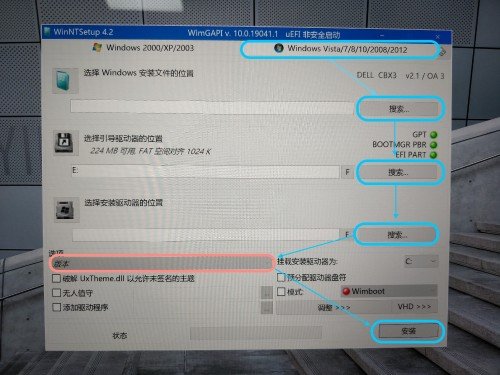 WinNTSetup 4.2
WimGAPI v. 10.0.19041.1 uEFI 非安全启动
Windows 2000/XP/2003
Windows Vista/7/8/10/2008/2012
选择 Windows 安装文件的位置
DELL CBX3 v2.1 / OA 3
搜索...
选择引导驱动器的位置
224 MB 可用, FAT 空间对齐 1024 K
GPT
BOOTMGR PBR
EFI PART
E:
F
搜索...
选择安装驱动器的位置
F
搜索...
选项
版本
挂载安装驱动器为:
C:
破解 UxTheme.dll 以允许未签名的主题
预分配驱动器盘符
无人值守
模式:
Wimboot
添加驱动程序
调整 >>>
VHD >>>
状态
安装